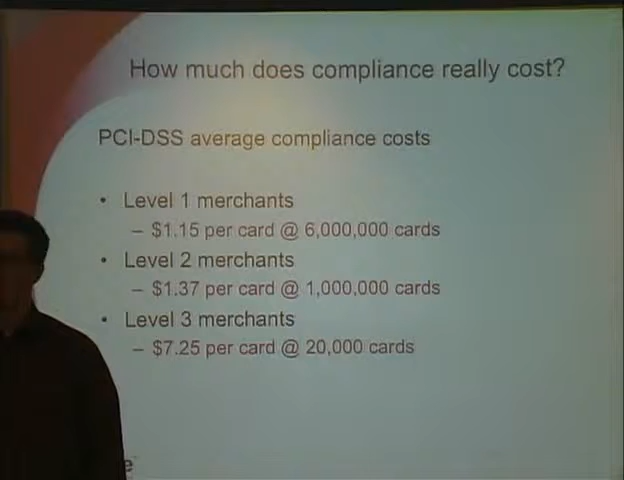 How much does compliance really cost?
PCI-DSS average compliance costs
• Level 1 merchants
– $1.15 per card @ 6,000,000 cards
• Level 2 merchants
– $1.37 per card @ 1,000,000 cards
• Level 3 merchants
– $7.25 per card @ 20,000 cards
e